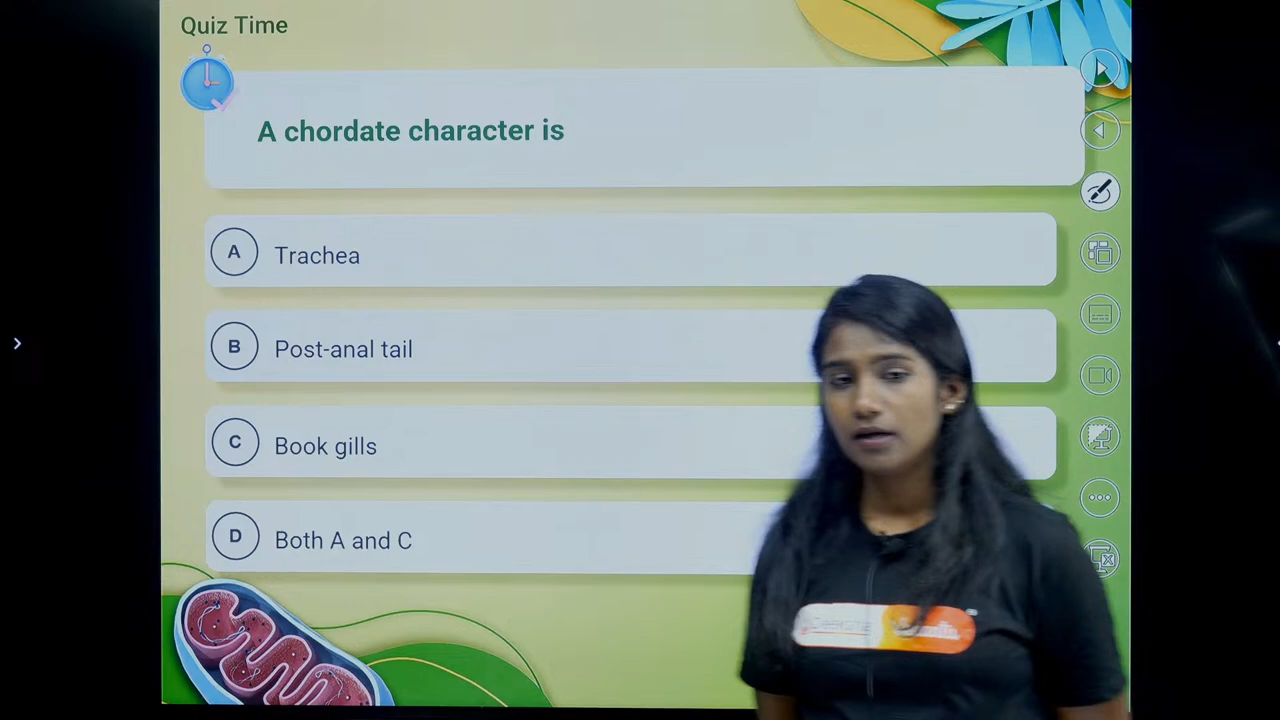 Quiz Time
A chordate character is
A Trachea
B Post-anal tail
C Book gills
D Both A and C